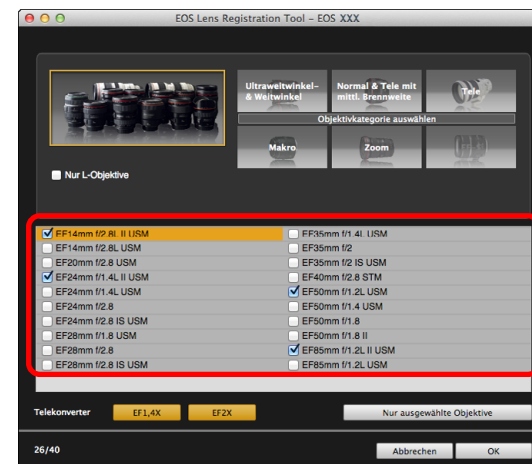 EOS Lens Registration Tool – EOS XXX
Ultraweitwinkel-
& Weitwinkel
Normal & Tele mit
mittl. Brennweite
Tele
Objektivkategorie auswählen
Makro
Zoom
Nur L-Objektive
EF14mm f/2.8L II USM
EF14mm f/2.8L USM
EF20mm f/2.8 USM
EF24mm f/1.4L II USM
EF24mm f/1.4L USM
EF24mm f/2.8
EF24mm f/2.8 IS USM
EF28mm f/1.8 USM
EF28mm f/2.8
EF28mm f/2.8 IS USM
EF35mm f/1.4L USM
EF35mm f/2
EF35mm f/2 IS USM
EF40mm f/2.8 STM
EF50mm f/1.2L USM
EF50mm f/1.4 USM
EF50mm f/1.8
EF50mm f/1.8 II
EF85mm f/1.2L II USM
EF85mm f/1.2L USM
Telekonverter EF1,4X EF2X Nur ausgewählte Objektive
26/40 Abbrechen OK